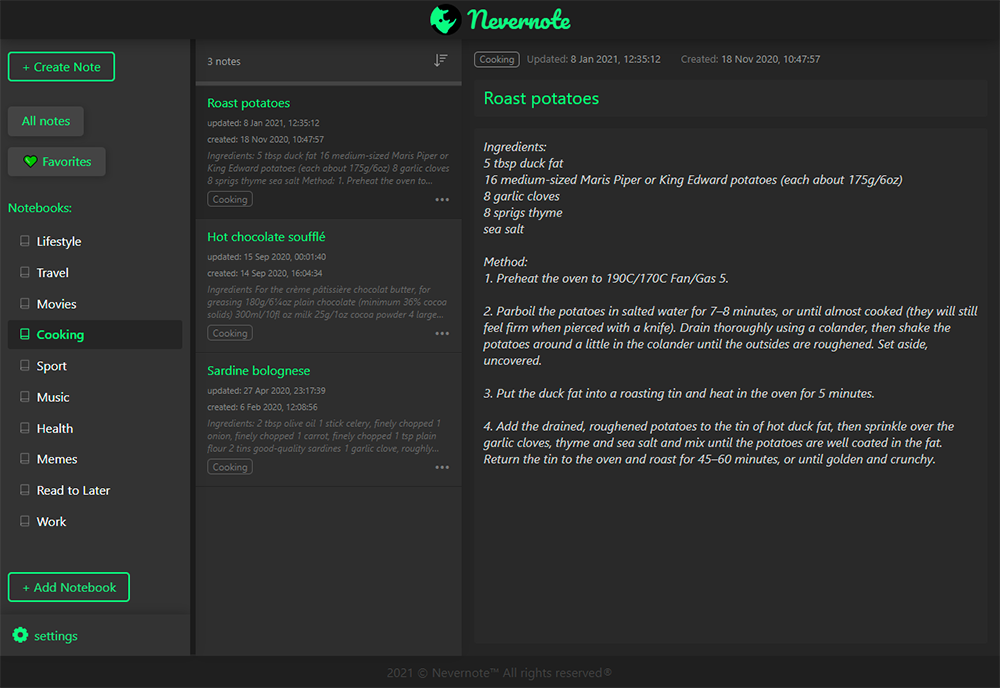 Nevernote
+ Create Note
All notes
Favorites
Notebooks:
Lifestyle
Travel
Movies
Cooking
Sport
Music
Health
Memes
Read to Later
Work
+ Add Notebook
settings
3 notes
Roast potatoes
updated: 8 Jan 2021, 12:35:12
created: 18 Nov 2020, 10:47:57
Ingredients: 5 tbsp duck fat 16 medium-sized Maris Piper or
King Edward potatoes (each about 175g/6oz) 8 garlic cloves
8 sprigs thyme sea salt Method: 1. Preheat the oven to...
Cooking
Hot chocolate soufflé
updated: 15 Sep 2020, 00:01:40
created: 14 Sep 2020, 16:04:34
Ingredients For the crème pâtissière chocolat butter, for
greasing 180g/6¼oz plain chocolate (minimum 36% cocoa
solids) 300ml/10fl oz milk 25g/1oz cocoa powder 4 large...
Cooking
Sardine bolognese
updated: 27 Apr 2020, 23:17:39
created: 6 Feb 2020, 12:08:56
Ingredients: 2 tbsp olive oil 1 stick celery, finely chopped 1
onion, finely chopped 1 carrot, finely chopped 1 tsp plain
flour 2 tins good-quality sardines 1 garlic clove, roughly...
Cooking
Cooking Updated: 8 Jan 2021, 12:35:12 Created: 18 Nov 2020, 10:47:57
Roast potatoes
Ingredients:
5 tbsp duck fat
16 medium-sized Maris Piper or King Edward potatoes (each about 175g/6oz)
8 garlic cloves
8 sprigs thyme
sea salt
Method:
1. Preheat the oven to 190C/170C Fan/Gas 5.
2. Parboil the potatoes in salted water for 7–8 minutes, or until almost cooked (they will still
feel firm when pierced with a knife). Drain thoroughly using a colander, then shake the
potatoes around a little in the colander until the outsides are roughened. Set aside,
uncovered.
3. Put the duck fat into a roasting tin and heat in the oven for 5 minutes.
4. Add the drained, roughened potatoes to the tin of hot duck fat, then sprinkle over the
garlic cloves, thyme and sea salt and mix until the potatoes are well coated in the fat.
Return the tin to the oven and roast for 45–60 minutes, or until golden and crunchy.
2021 © Nevernote™ All rights reserved®